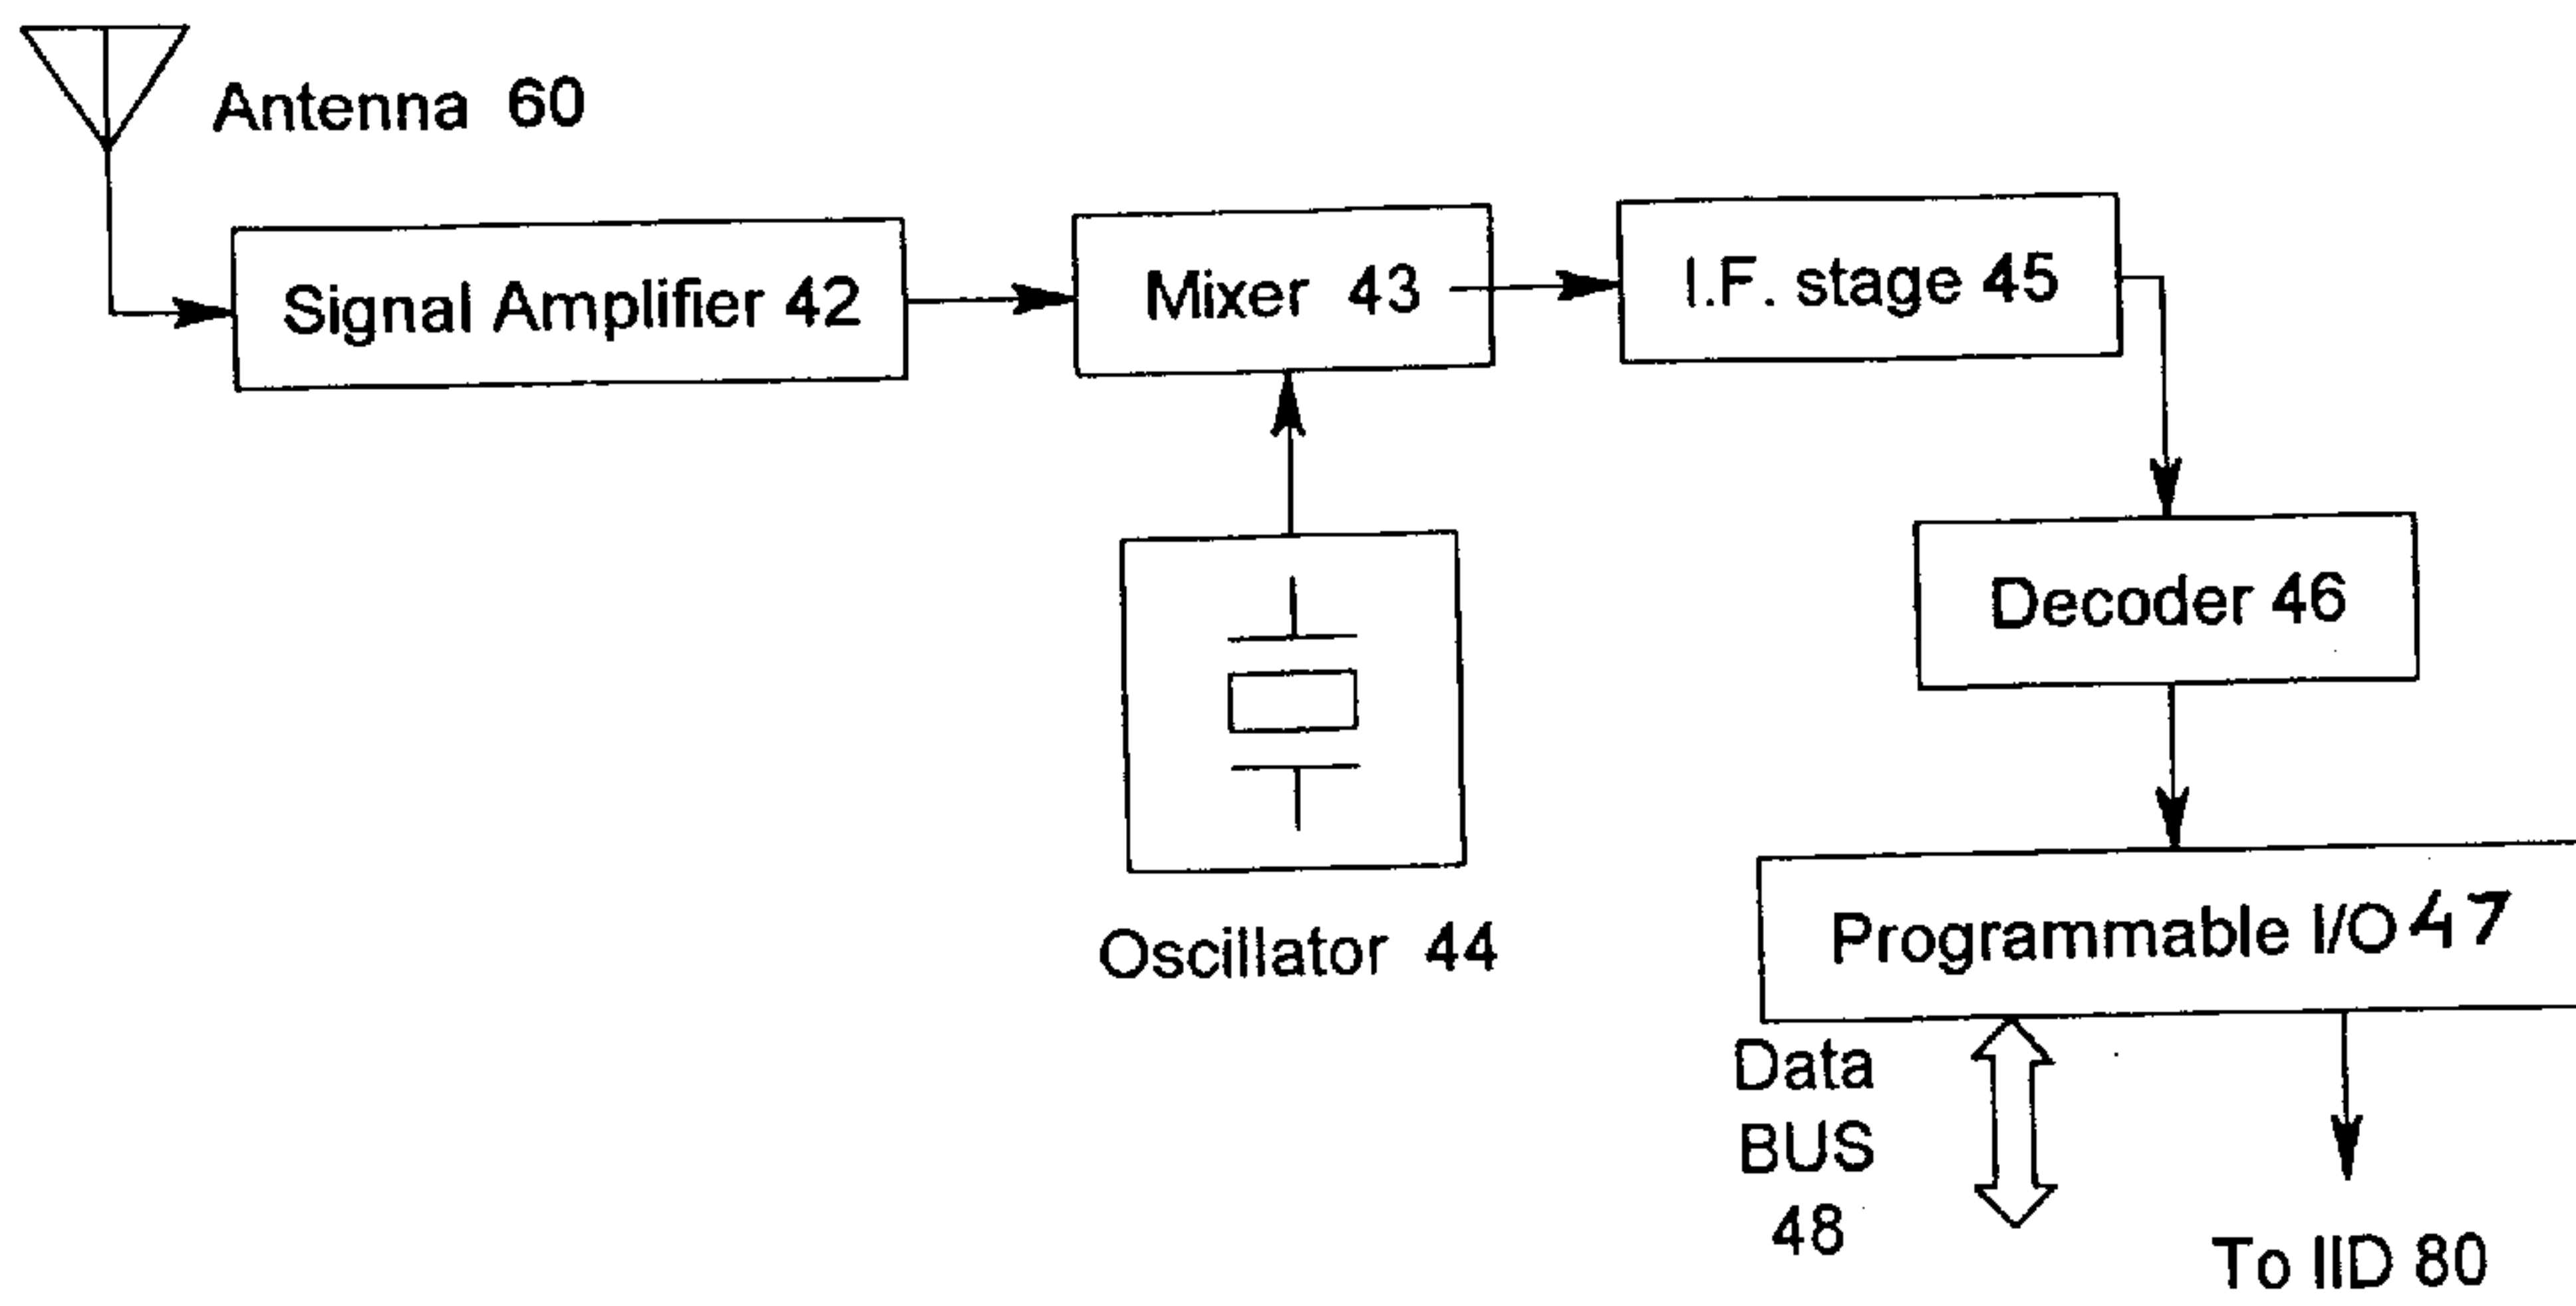 Antenna 60
Signal Amplifier 42
Mixer 43
I.F. stage 45
Decoder 46
Oscillator 44
Programmable I/O 47
Data
BUS
48
To IID 80